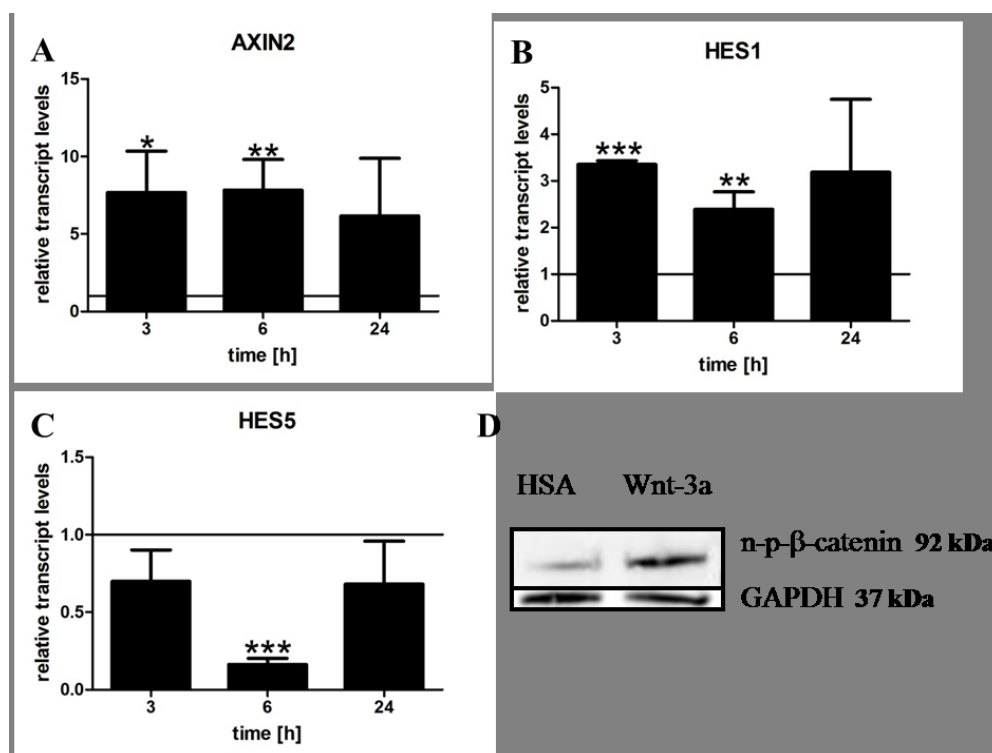 A
AXIN2
relative transcript levels
15
10
5
0
*
**
3 6 24
time [h]
B
HES1
relative transcript levels
5
4
3
2
1
0
***
**
3 6 24
time [h]
C
HES5
relative transcript levels
1.5
1.0
0.5
0.0
***
3 6 24
time [h]
D
HSA Wnt-3a
n-p-β-catenin 92 kDa
GAPDH 37 kDa